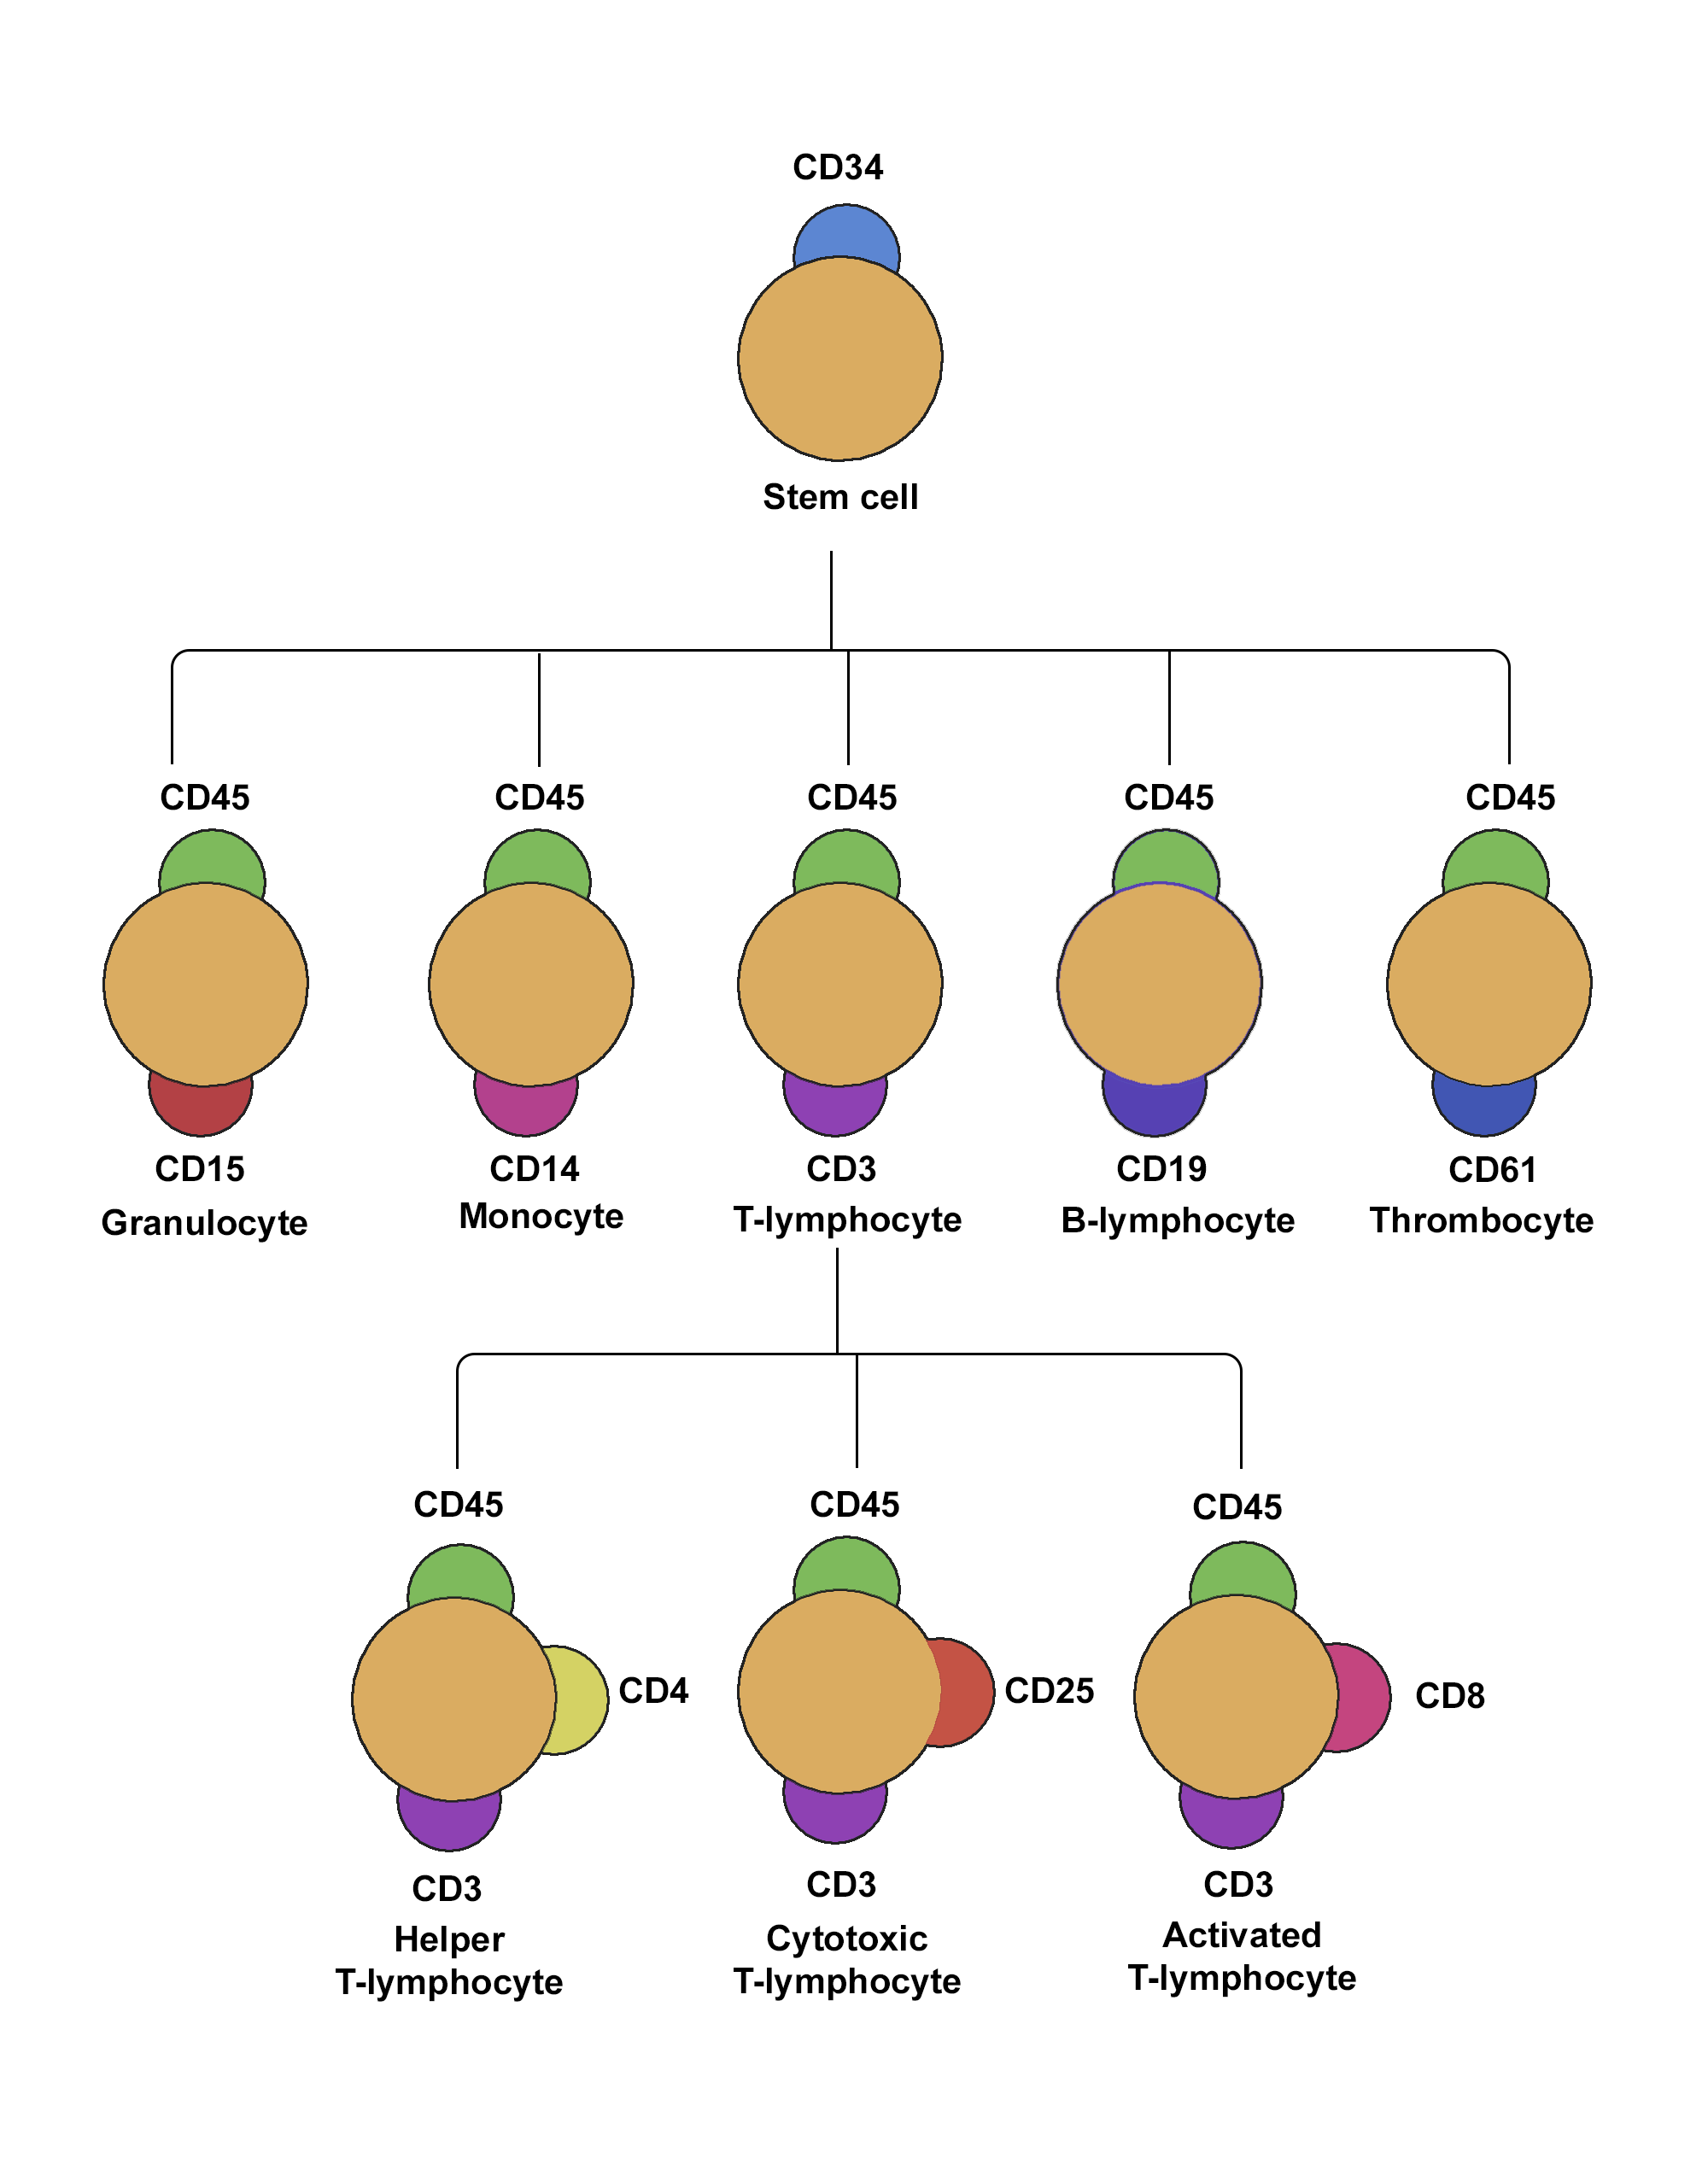 CD34
Stem cell
CD45
CD45
CD45
CD45
CD45
CD15
CD14
CD3
CD19
CD61
Granulocyte
Monocyte
T-lymphocyte
B-lymphocyte
Thrombocyte
CD45
CD45
CD45
CD4
CD25
CD8
CD3
CD3
CD3
Helper
T-lymphocyte
Cytotoxic
T-lymphocyte
Activated
T-lymphocyte